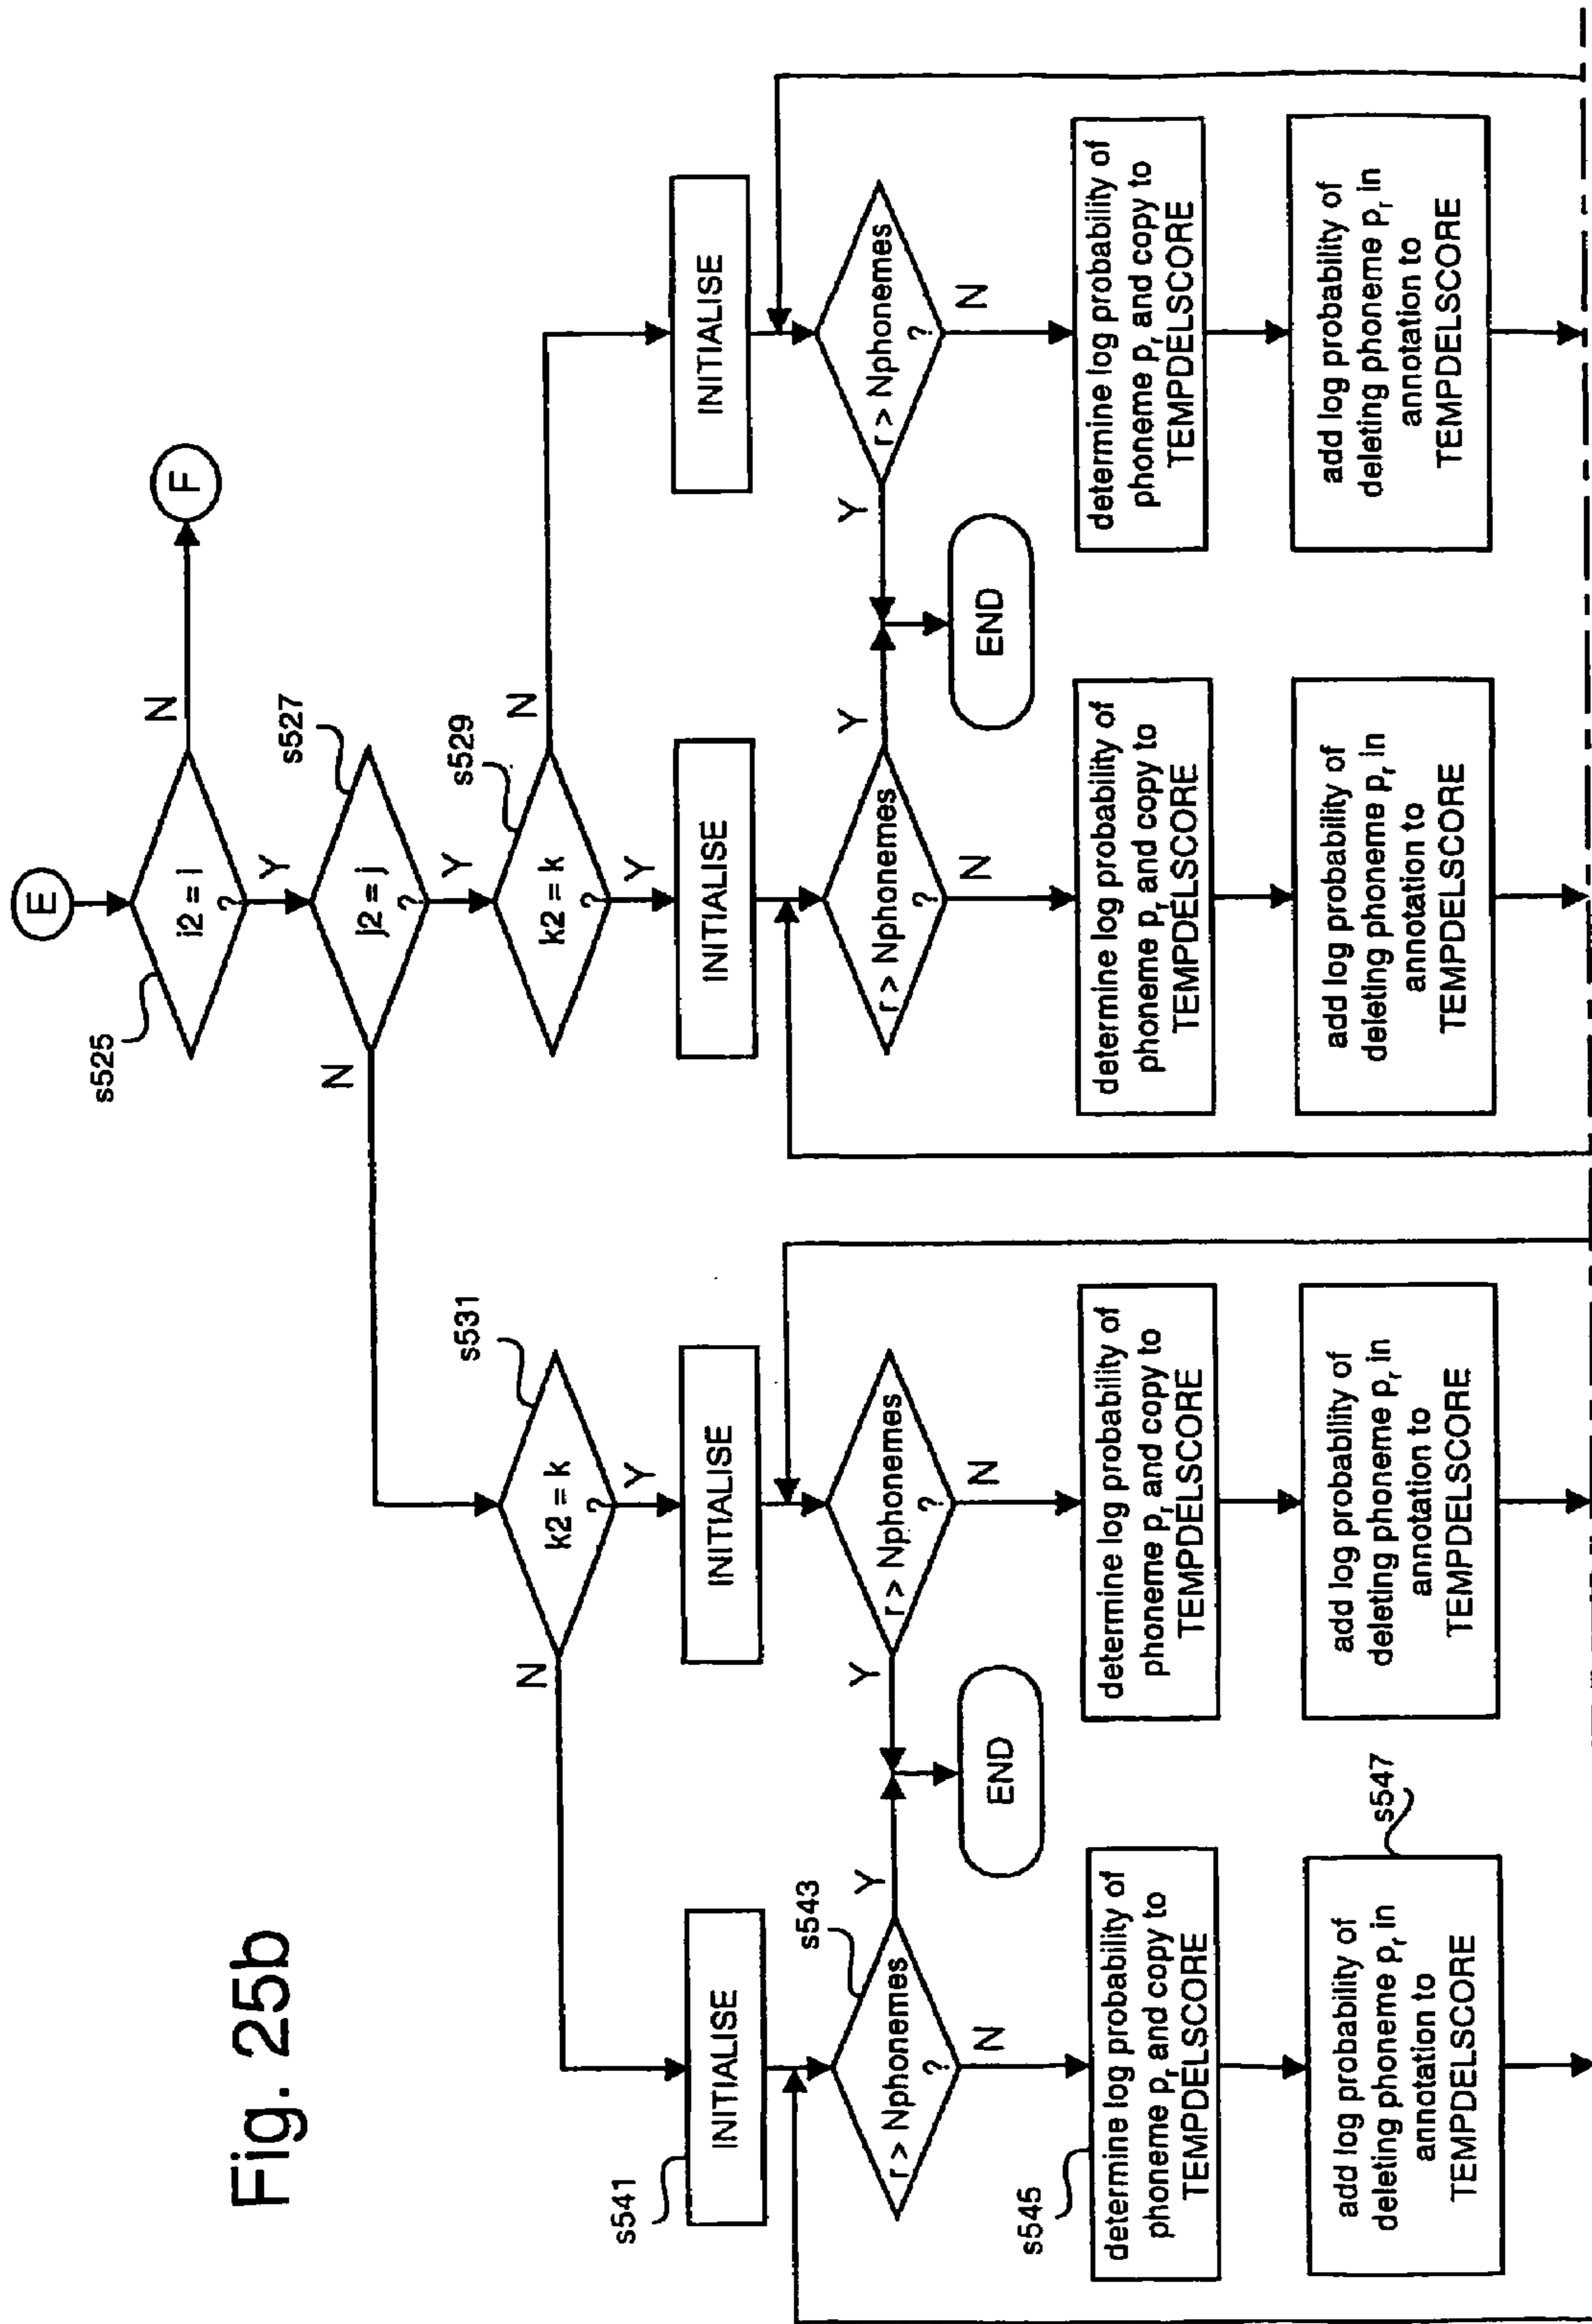 Fig. 25b
E
s525
i2 = i
?
N
F
Y
N
j2 = j
?
s527
Y
s531
k2 = k
?
N
Y
s529
k2 = k
?
N
Y
s541
INITIALISE
INITIALISE
INITIALISE
INITIALISE
s543
r > Nphonemes
?
Y
N
r > Nphonemes
?
Y
N
r > Nphonemes
?
Y
N
r > Nphonemes
?
Y
N
END
END
s545
determine log probability of
phoneme pr and copy to
TEMPDELSCORE
determine log probability of
phoneme pr and copy to
TEMPDELSCORE
determine log probability of
phoneme pr and copy to
TEMPDELSCORE
determine log probability of
phoneme pr and copy to
TEMPDELSCORE
s547
add log probability of
deleting phoneme pr in
annotation to
TEMPDELSCORE
add log probability of
deleting phoneme pr in
annotation to
TEMPDELSCORE
add log probability of
deleting phoneme pr in
annotation to
TEMPDELSCORE
add log probability of
deleting phoneme pr in
annotation to
TEMPDELSCORE